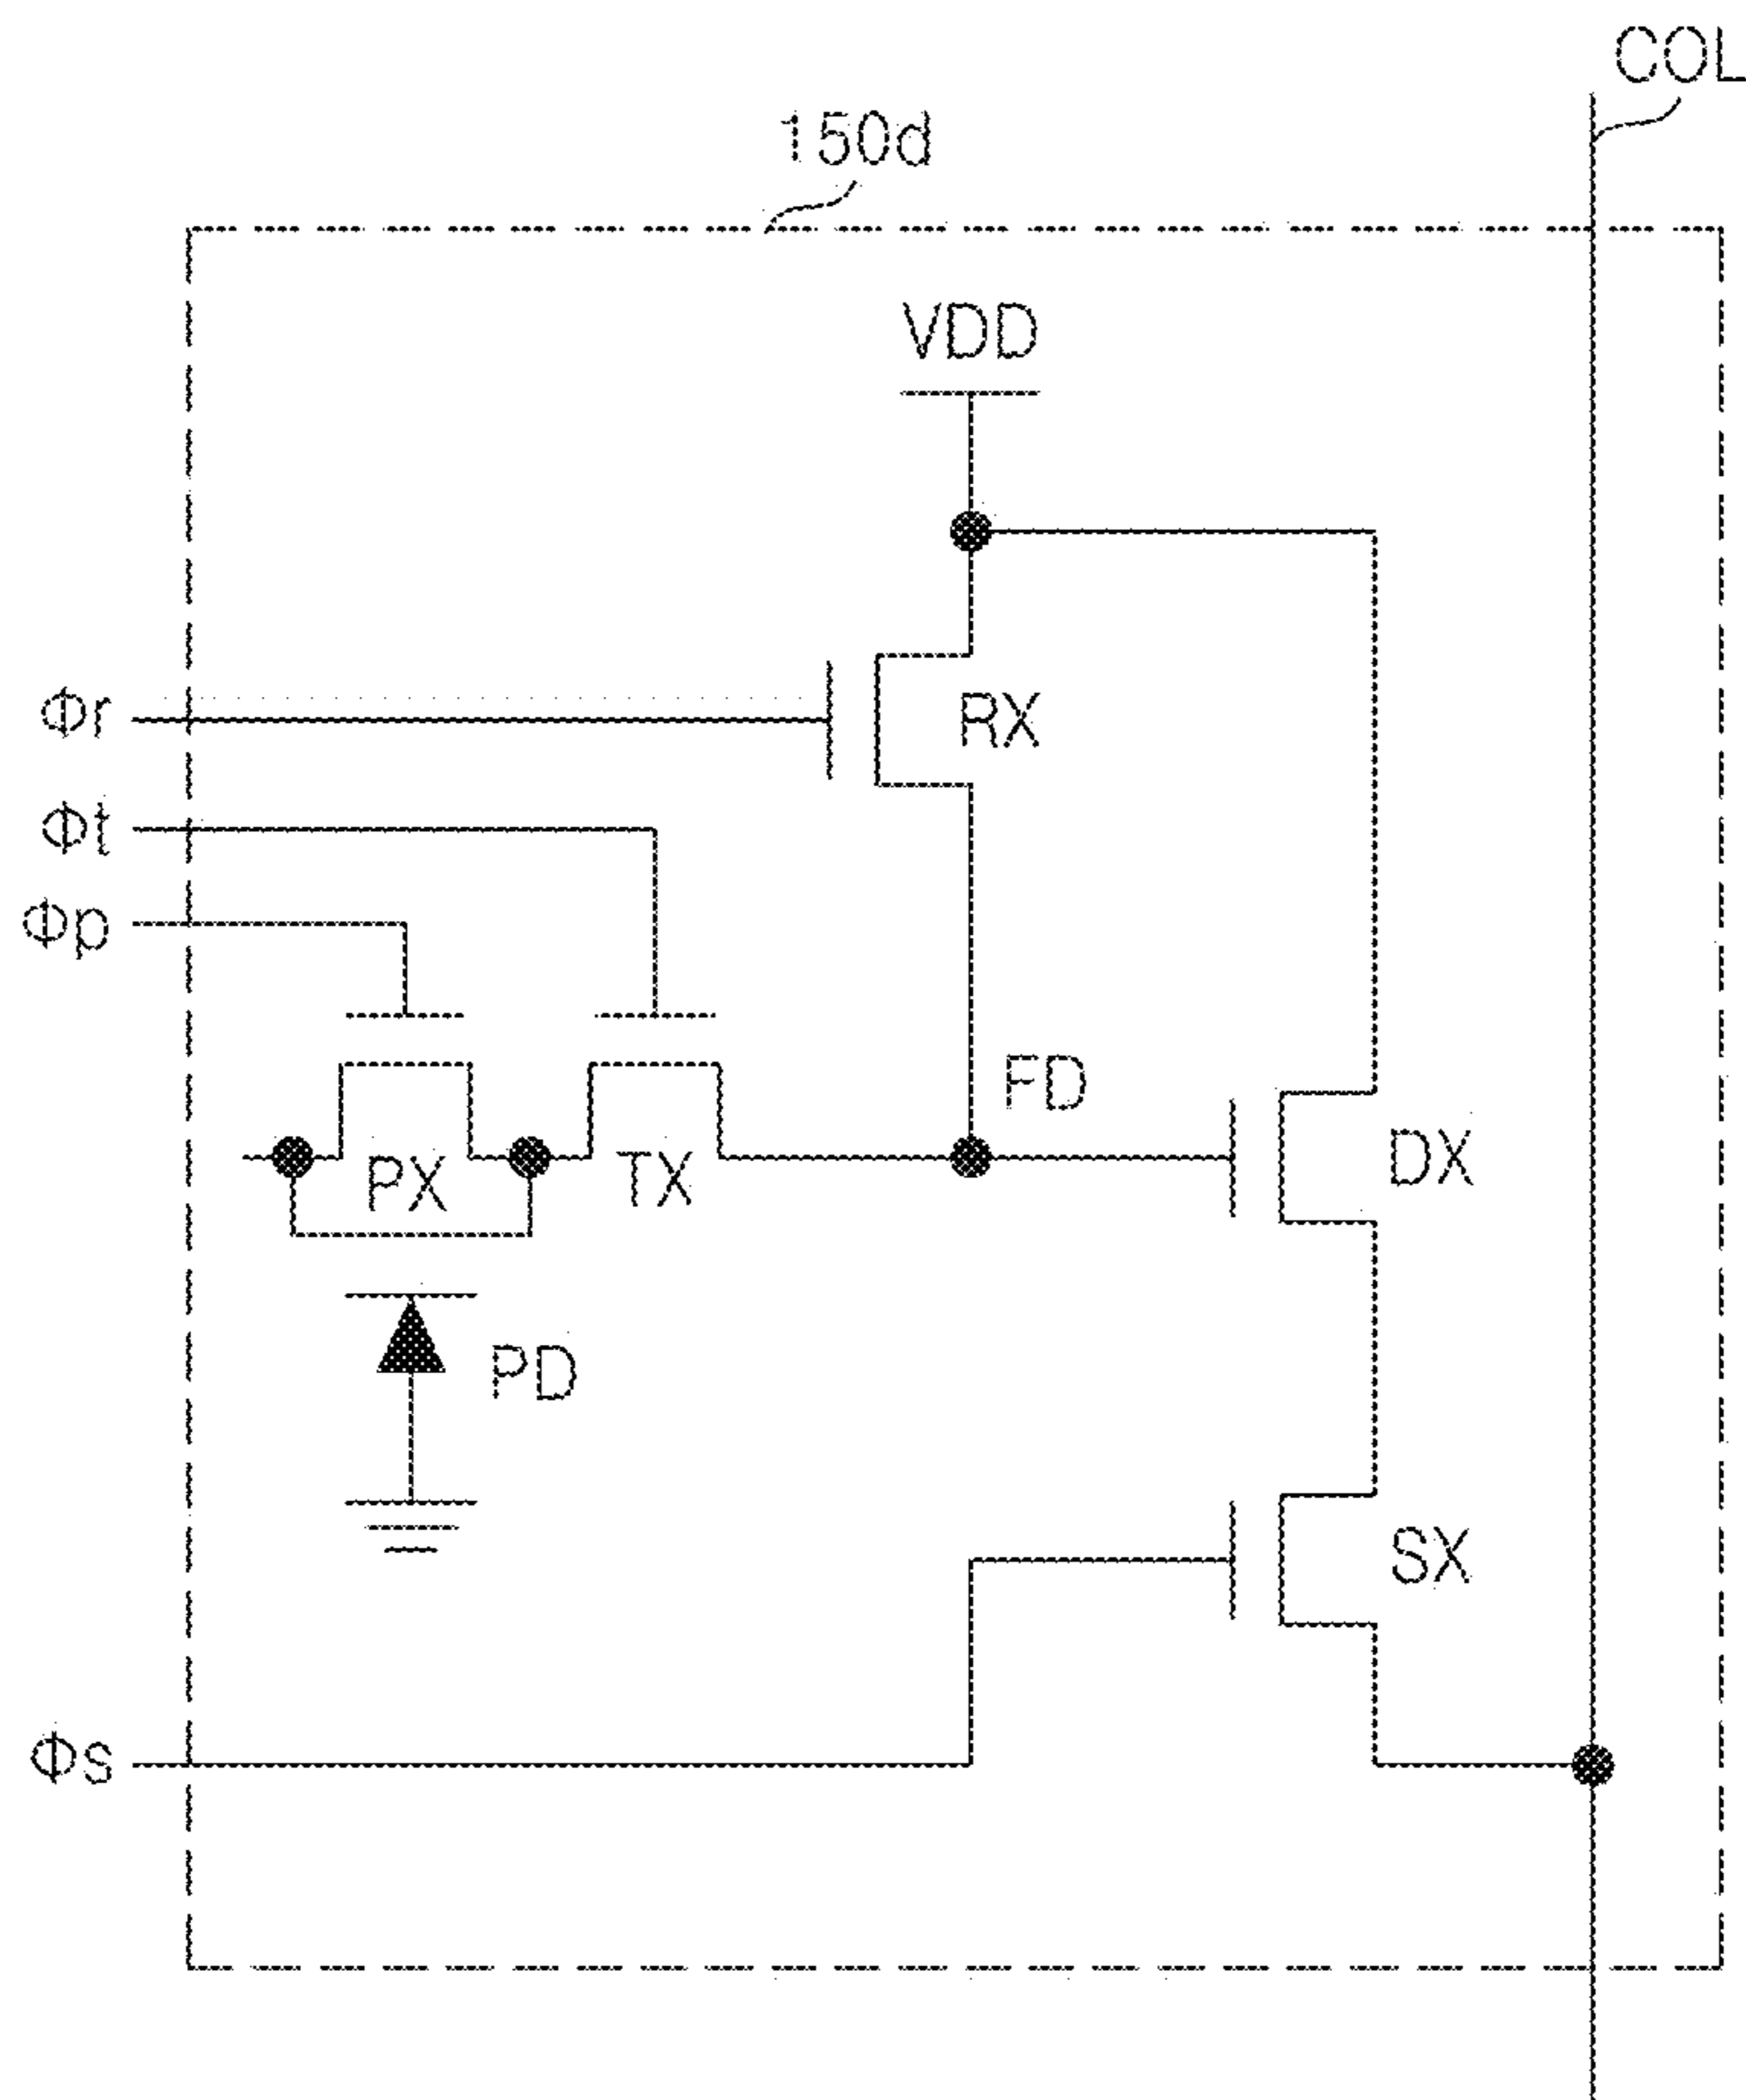 COL
150d
VDD
Φr
RX
Φt
Φp
FD
PX
TX
DX
PD
SX
Φs